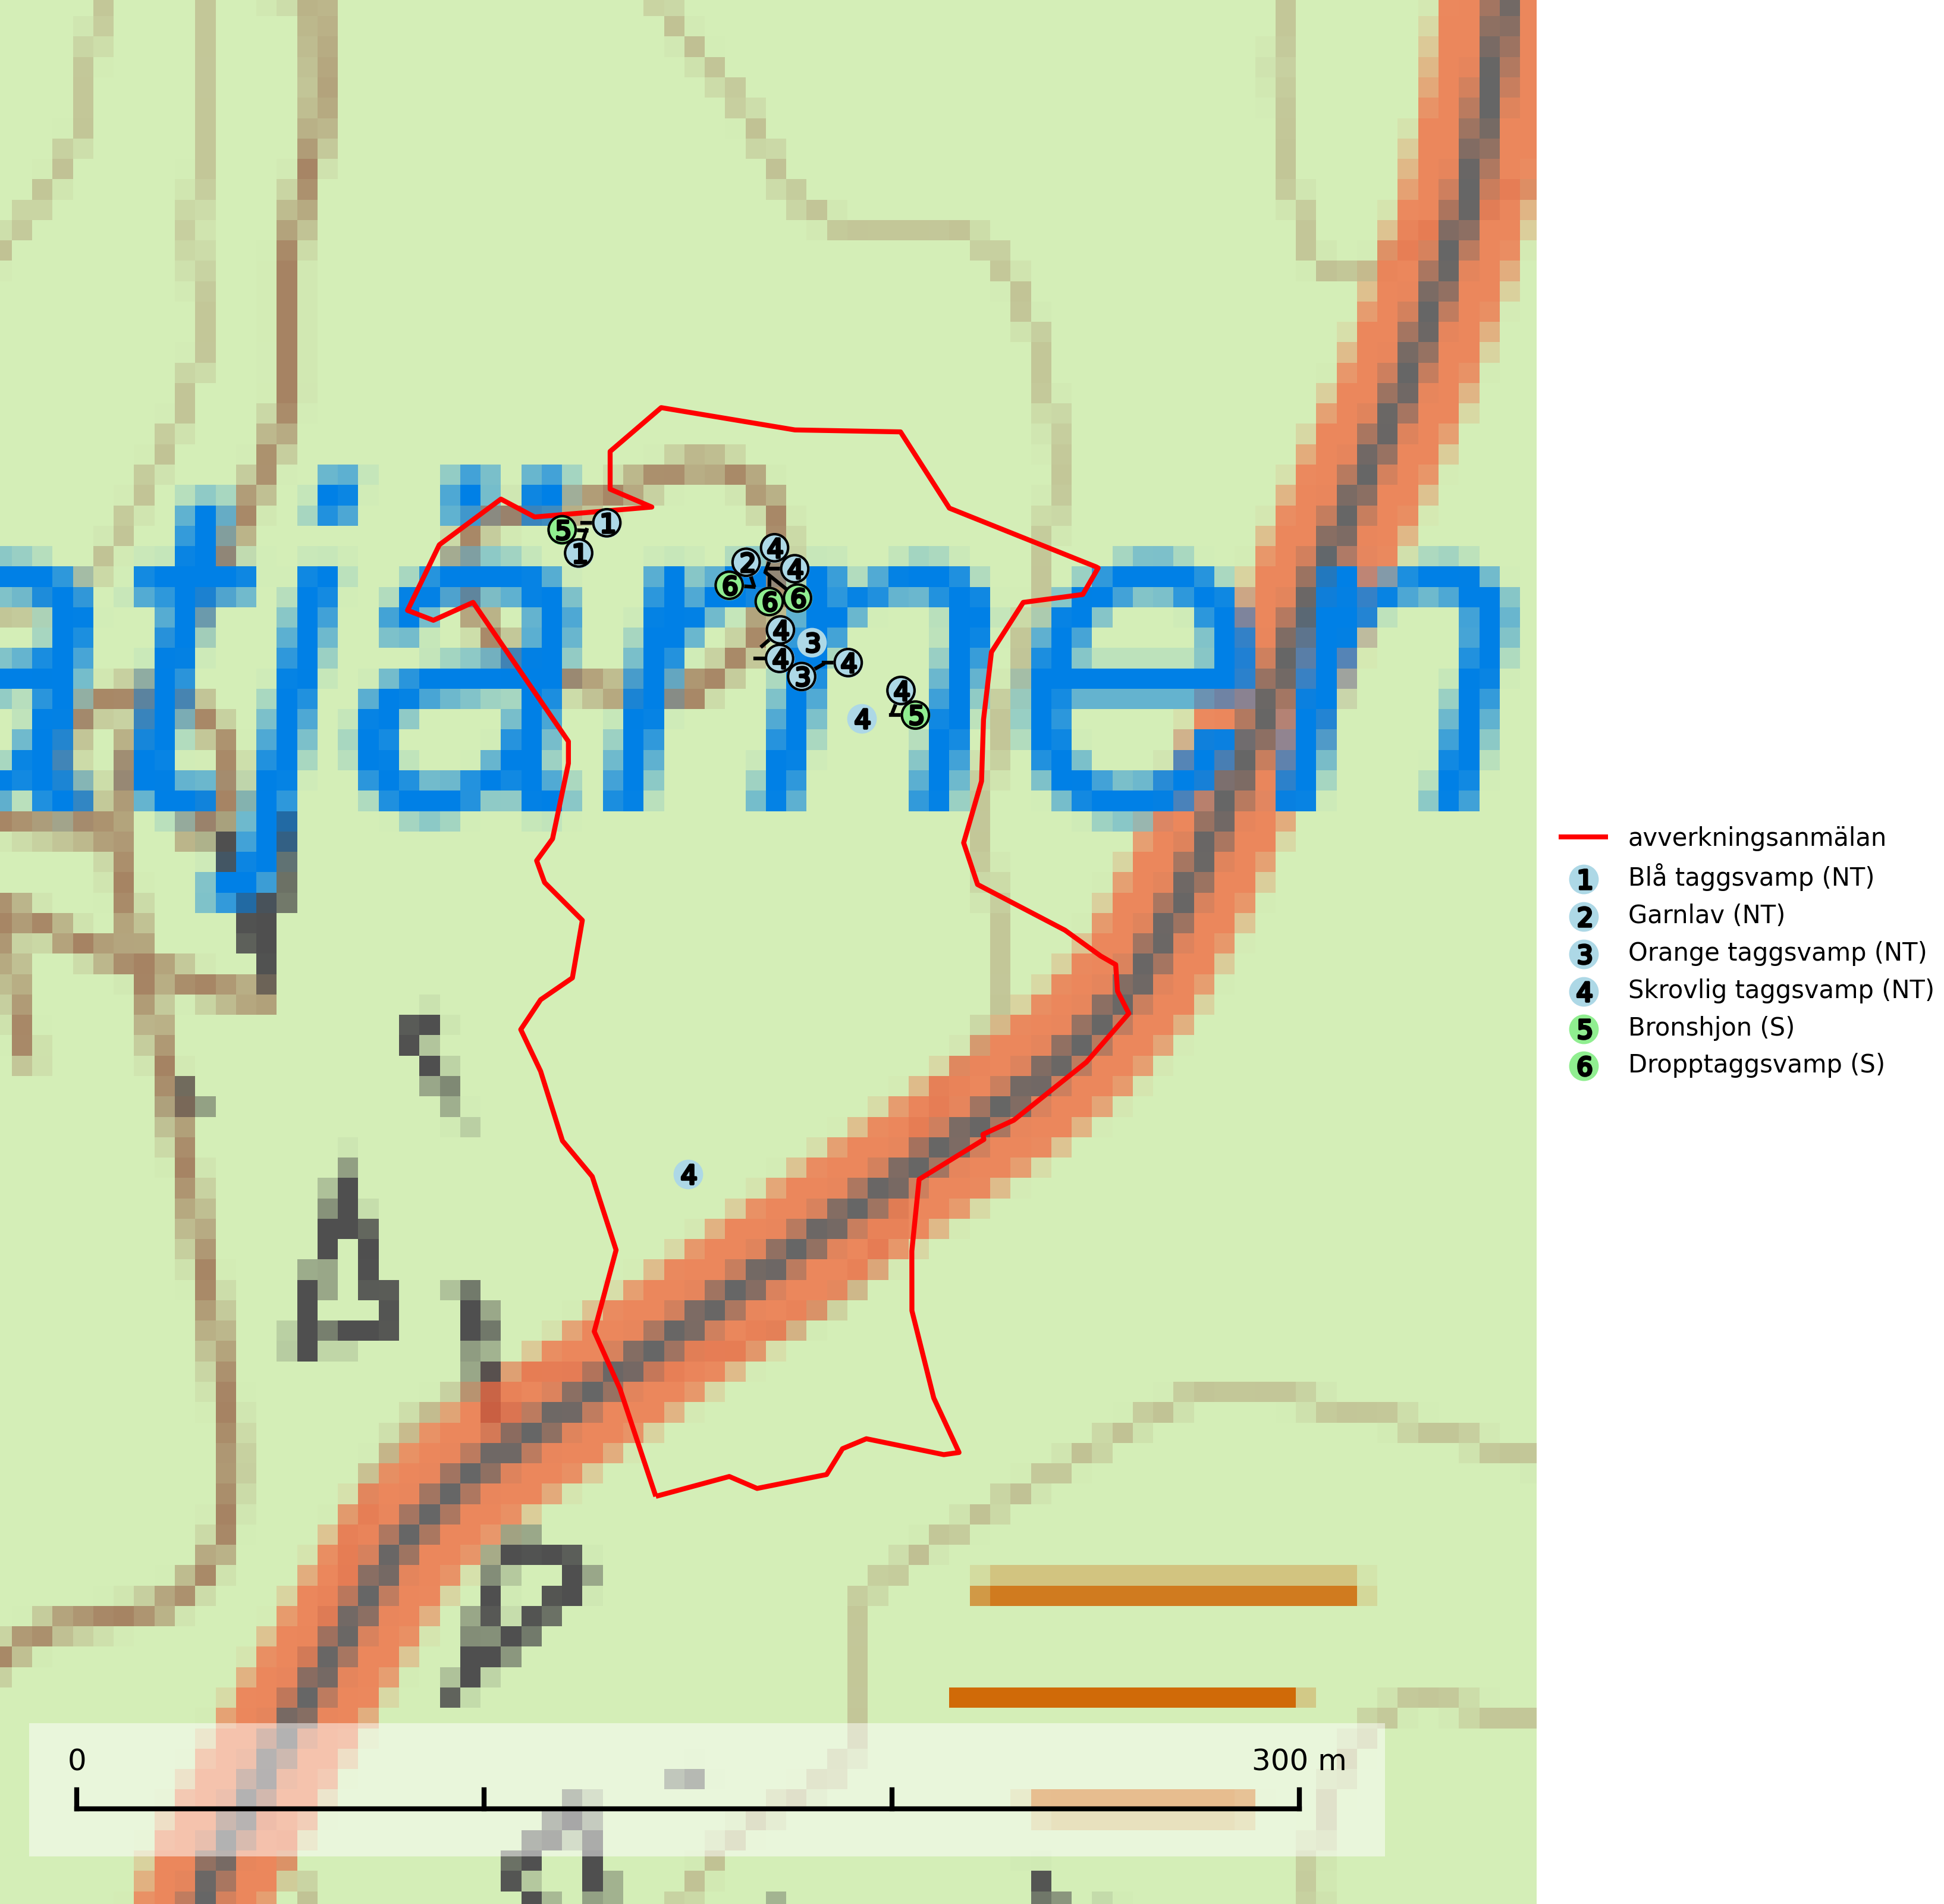 atjärnen
1
5
1
4
2
4
6
6
6
4
3
4
4
3
4
4
5
4
avverkningsanmälan
1 Blå taggsvamp (NT)
2 Garnlav (NT)
3 Orange taggsvamp (NT)
4 Skrovlig taggsvamp (NT)
5 Bronshjon (S)
6 Dropptaggsvamp (S)
0 300 m